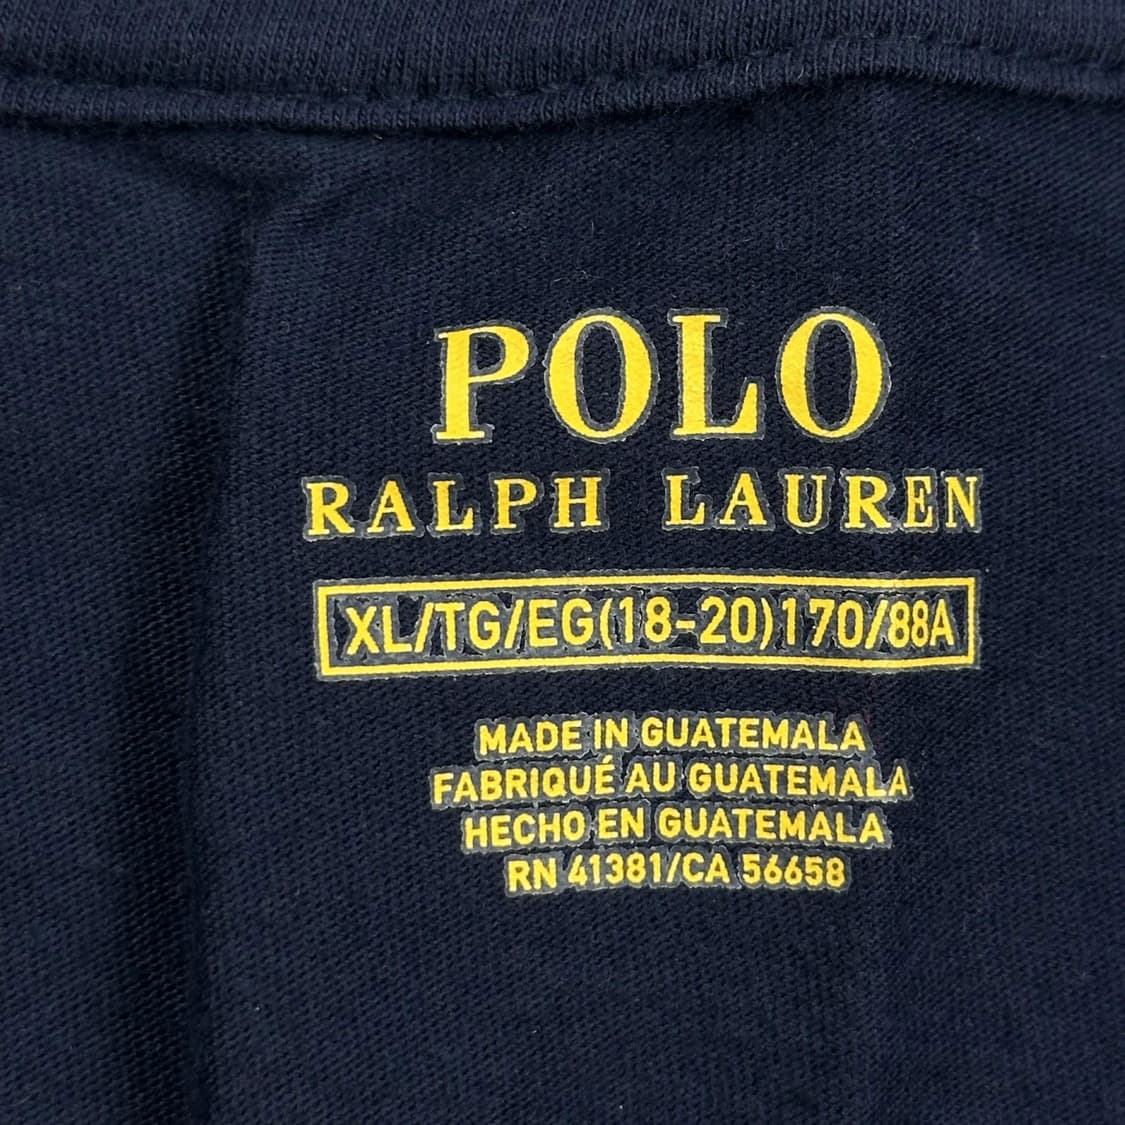 POLO
RALPH LAUREN
XL/TG/EG(18-20)170/88A
MADE IN GUATEMALA
FABRIQUÉ AU GUATEMALA
HECHO EN GUATEMALA
RN 41381/CA 56658